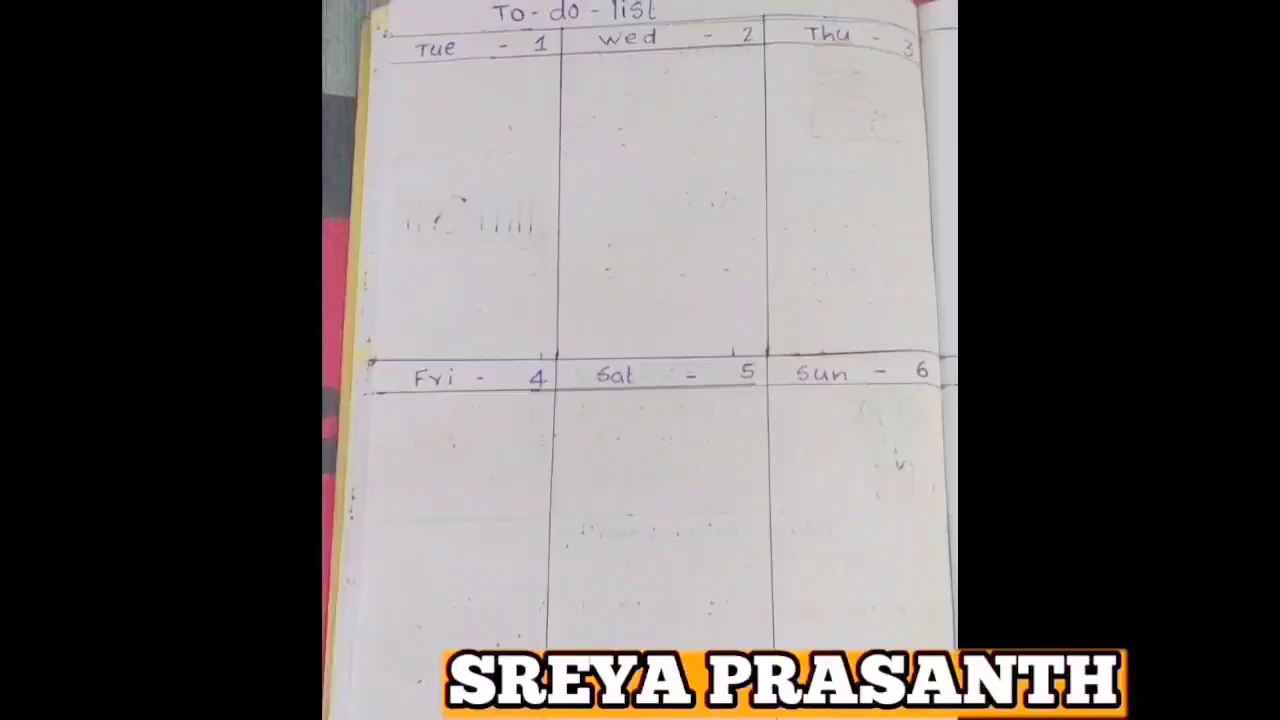 To-do-list
Tue - 1 Wed - 2 Thu - 3
Fri - 4 Sat - 5 Sun - 6
SREYA PRASANTH